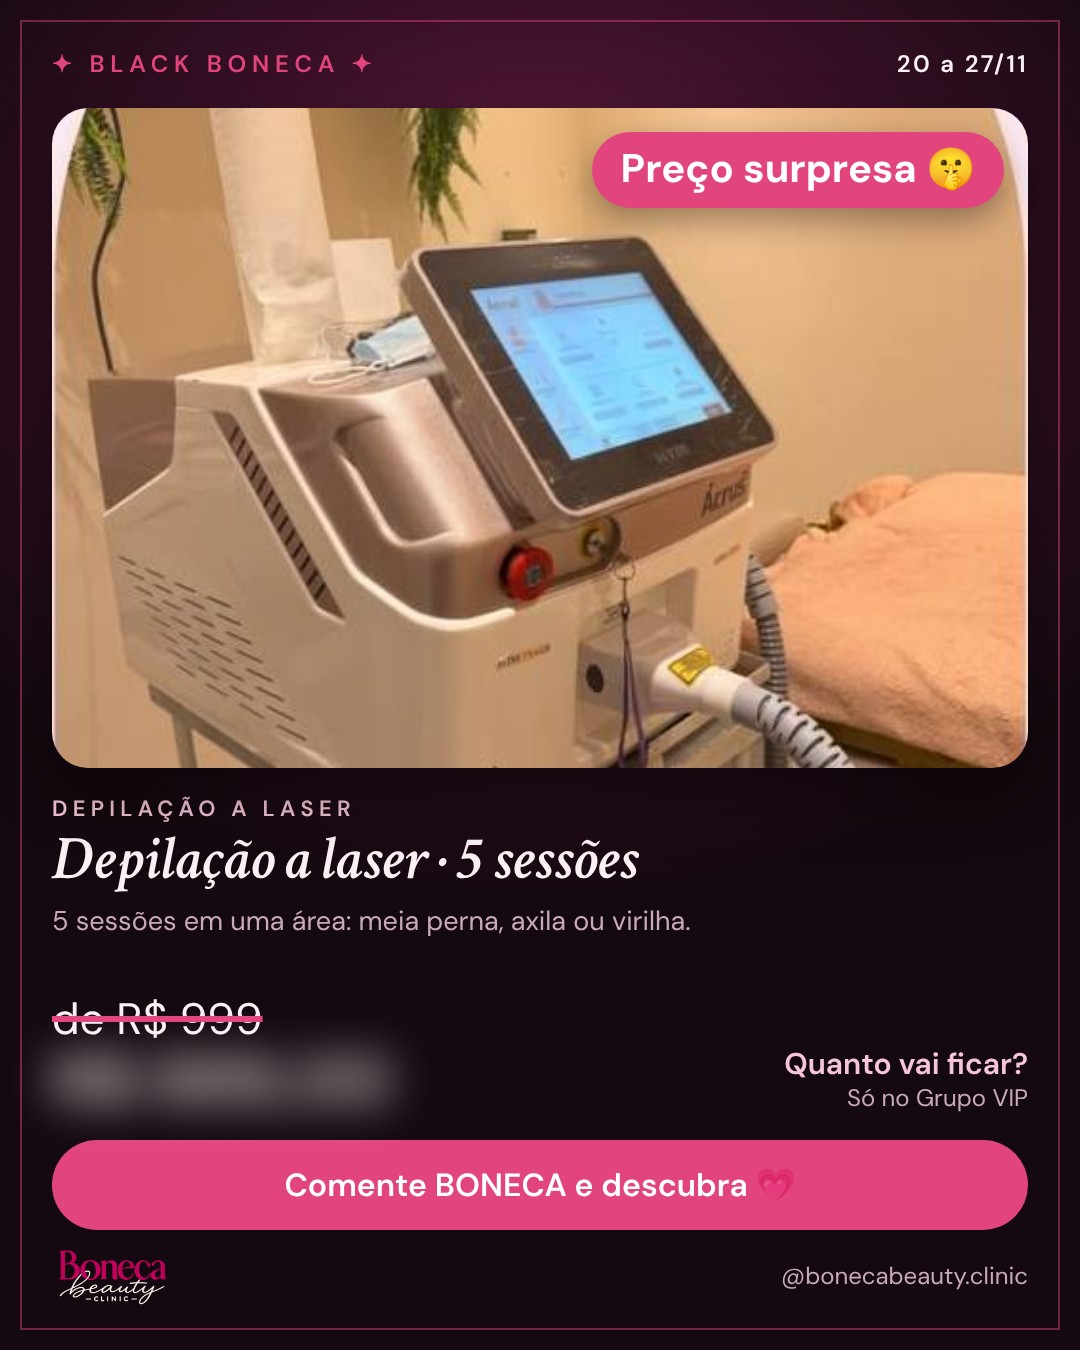 ✦ BLACK BONECA ✦
20 a 27/11
Preço surpresa 🤫
Ácrus
DEPILAÇÃO A LASER
Depilação a laser · 5 sessões
5 sessões em uma área: meia perna, axila ou virilha.
de R$ 999
Quanto vai ficar?
Só no Grupo VIP
Comente BONECA e descubra 💗
Boneca
beauty
CLINIC
@bonecabeauty.clinic